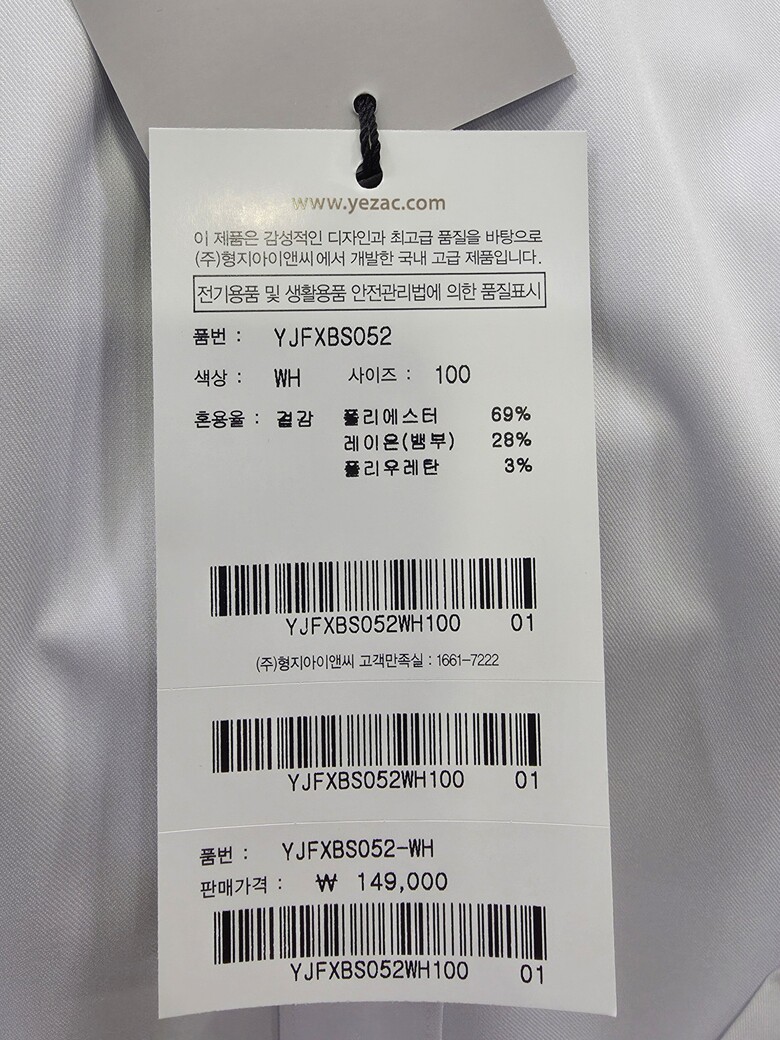 www.yezac.com
이 제품은 감성적인 디자인과 최고급 품질을 바탕으로
(주)형지아이앤씨에서 개발한 국내 고급 제품입니다.
전기용품 및 생활용품 안전관리법에 의한 품질표시
품번 : YJFXBS052
색상 : WH 사이즈 : 100
혼용율 : 겉감 폴리에스터 69%
레이온(뱀부) 28%
폴리우레탄 3%
YJFXBS052WH100 01
(주)형지아이앤씨 고객만족실 : 1661-7222
YJFXBS052WH100 01
품번 : YJFXBS052-WH
판매가격 : ₩ 149,000
YJFXBS052WH100 01